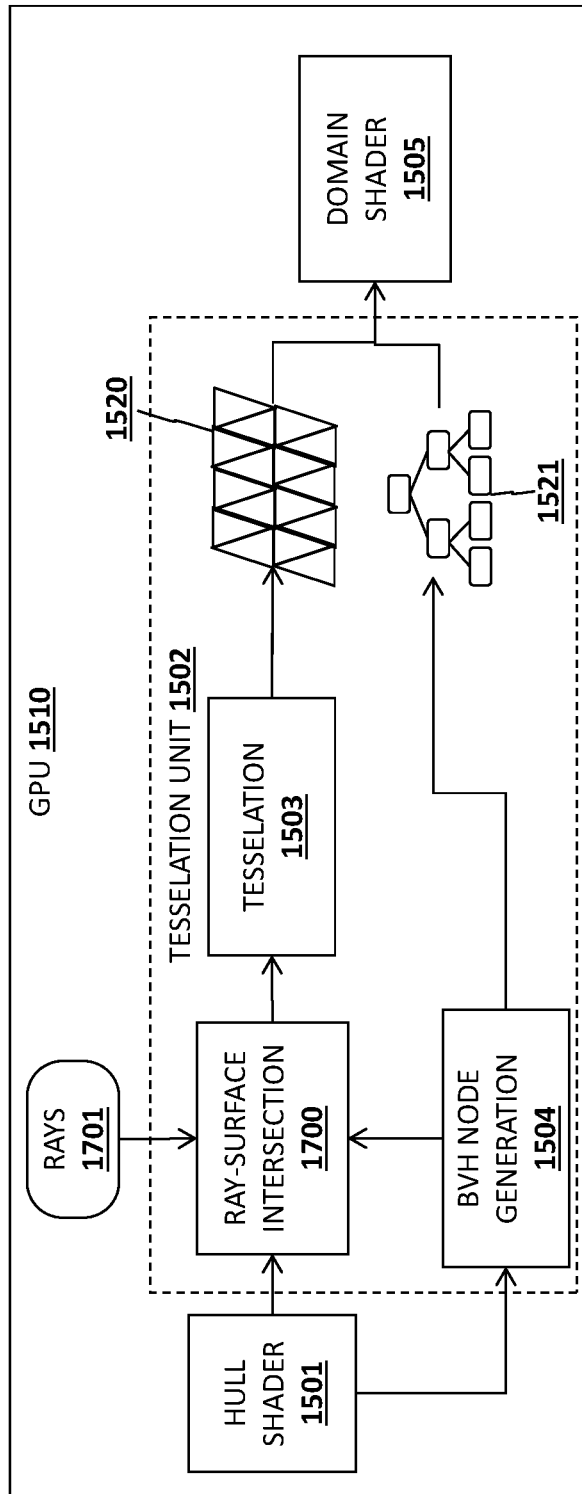 GPU 1510
RAYS
1701
TESSELATION UNIT 1502
1520
HULL
SHADER
1501
RAY-SURFACE
INTERSECTION
1700
TESSELATION
1503
DOMAIN
SHADER
1505
BVH NODE
GENERATION
1504
1521